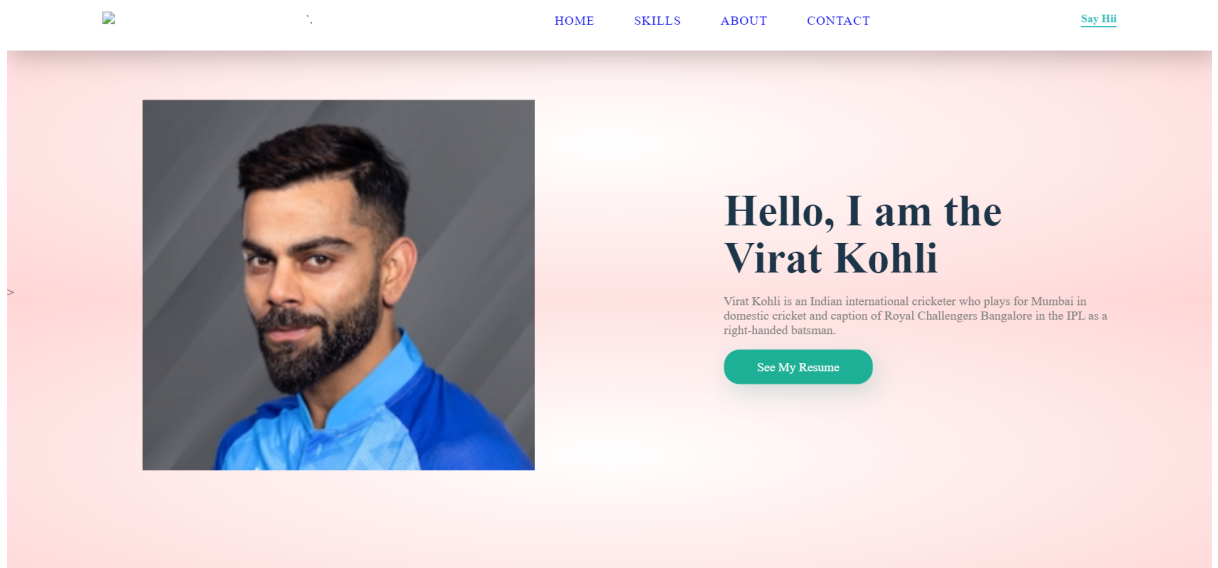 `.
HOME SKILLS ABOUT CONTACT
Say Hii
Hello, I am the
Virat Kohli
>
Virat Kohli is an Indian international cricketer who plays for Mumbai in
domestic cricket and caption of Royal Challengers Bangalore in the IPL as a
right-handed batsman.
See My Resume